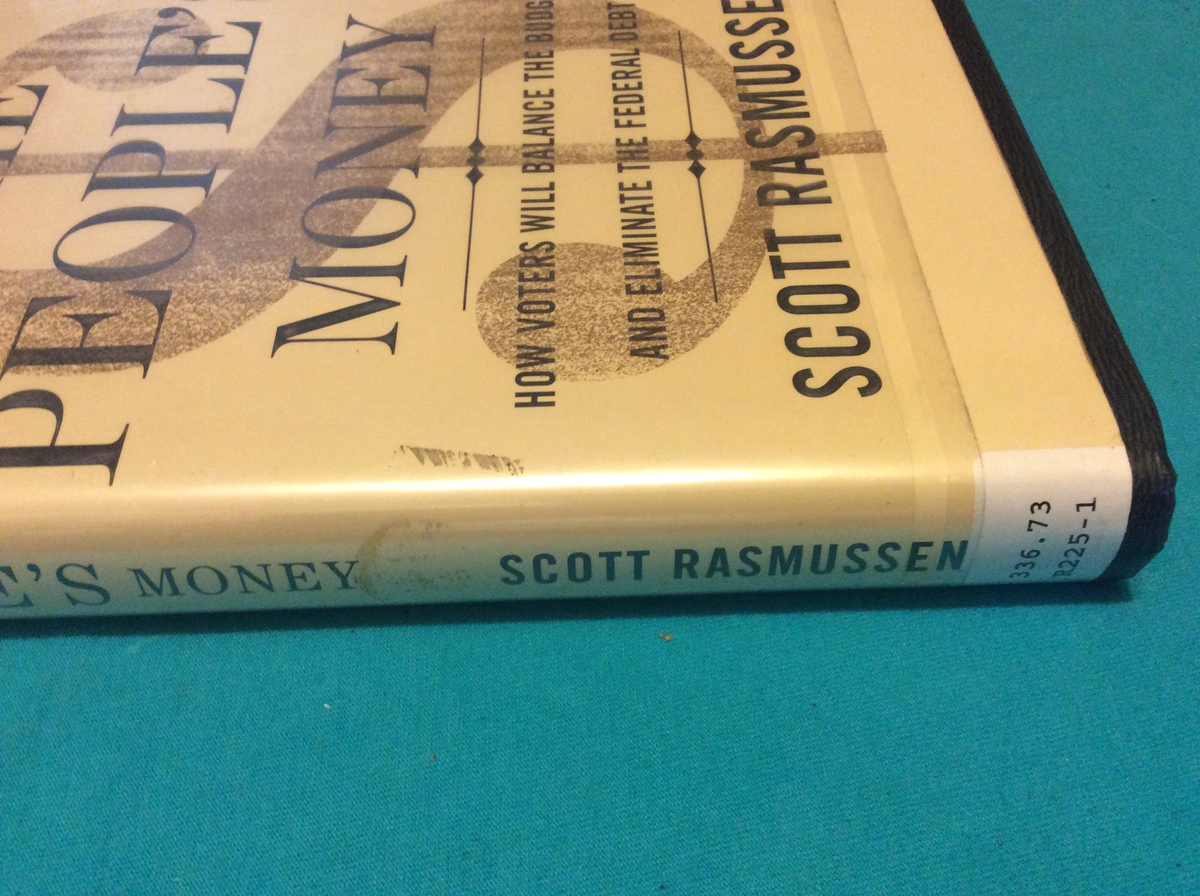 PEOPLE'
MONEY
HOW VOTERS WILL BALANCE THE
AND ELIMINATE THE FEDERAL DEBT
SCOTT RASMUSSE
E'S MONEY SCOTT RASMUSSEN
336.73
R225-1